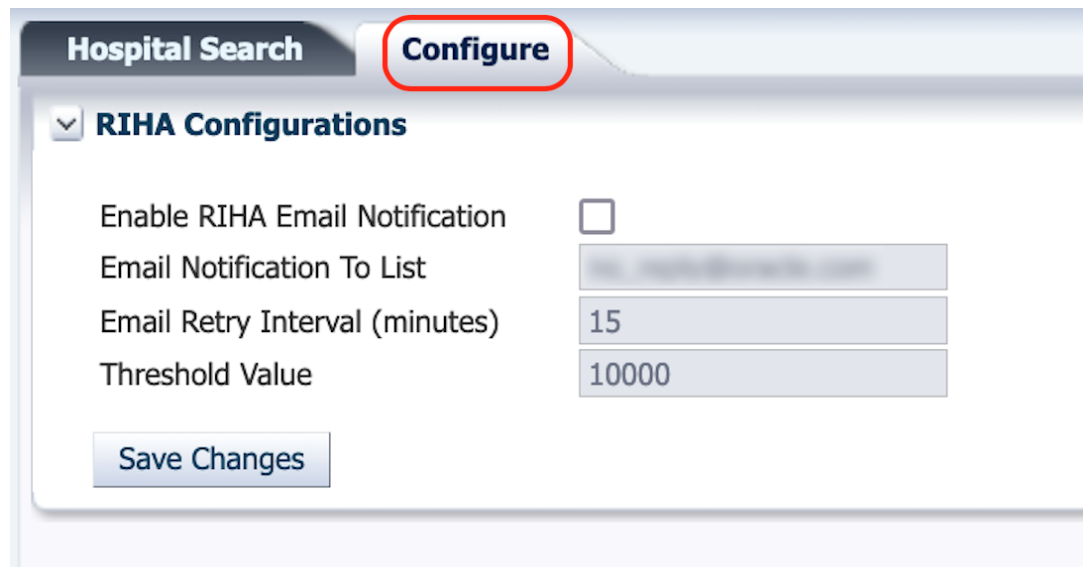 Hospital Search
Configure
RIHA Configurations
Enable RIHA Email Notification
Email Notification To List
Email Retry Interval (minutes)
15
Threshold Value
10000
Save Changes